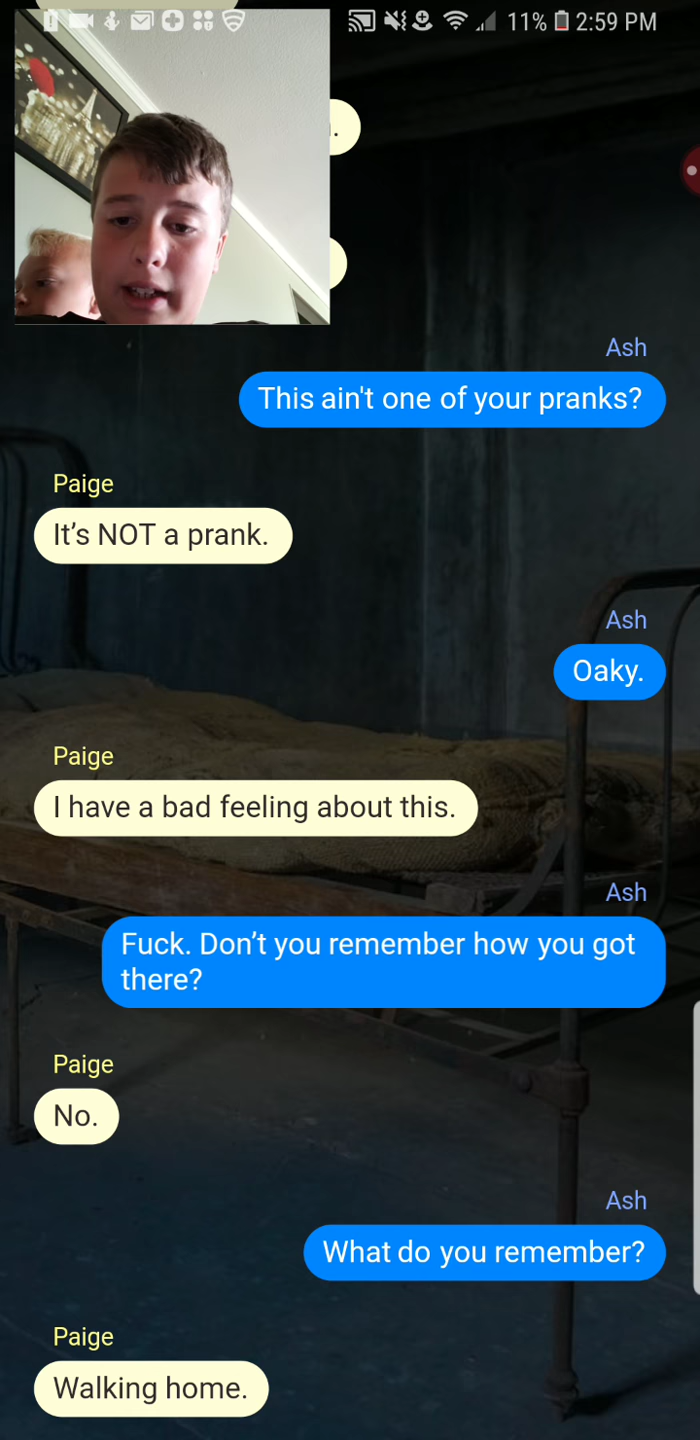 11% 2:59 PM
.
Ash
This ain't one of your pranks?
Paige
It’s NOT a prank.
Ash
Oaky.
Paige
I have a bad feeling about this.
Ash
Fuck. Don’t you remember how you got
there?
Paige
No.
Ash
What do you remember?
Paige
Walking home.